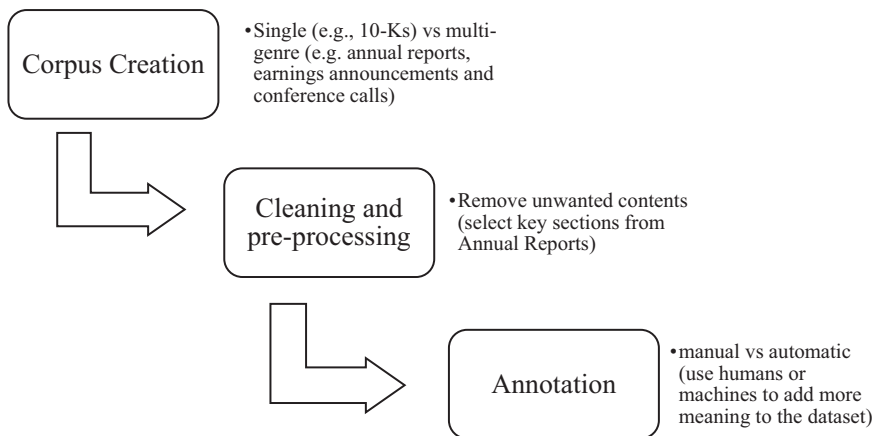 Corpus Creation
•Single (e.g., 10-Ks) vs multi-
genre (e.g. annual reports,
earnings announcements and
conference calls)
Cleaning and
pre-processing
•Remove unwanted contents
(select key sections from
Annual Reports)
Annotation
•manual vs automatic
(use humans or
machines to add more
meaning to the dataset)